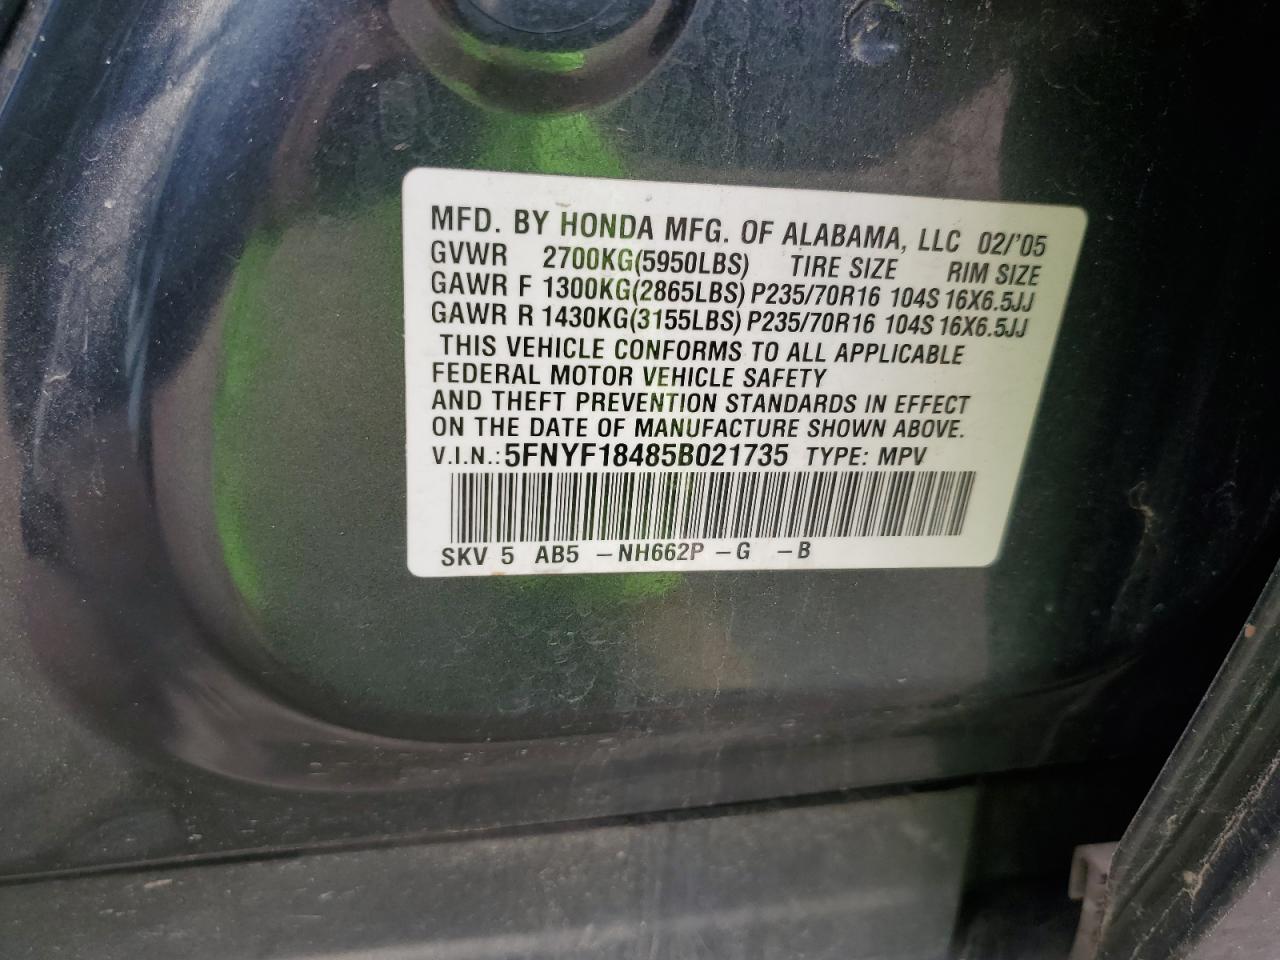 MFD. BY HONDA MFG. OF ALABAMA, LLC 02/'05
GVWR 2700KG(5950LBS) TIRE SIZE RIM SIZE
GAWR F 1300KG(2865LBS) P235/70R16 104S 16X6.5JJ
GAWR R 1430KG(3155LBS) P235/70R16 104S 16X6.5JJ
THIS VEHICLE CONFORMS TO ALL APPLICABLE
FEDERAL MOTOR VEHICLE SAFETY
AND THEFT PREVENTION STANDARDS IN EFFECT
ON THE DATE OF MANUFACTURE SHOWN ABOVE.
V.I.N.: 5FNYF18485B021735 TYPE: MPV
SKV 5 AB5 -NH662P -G -B